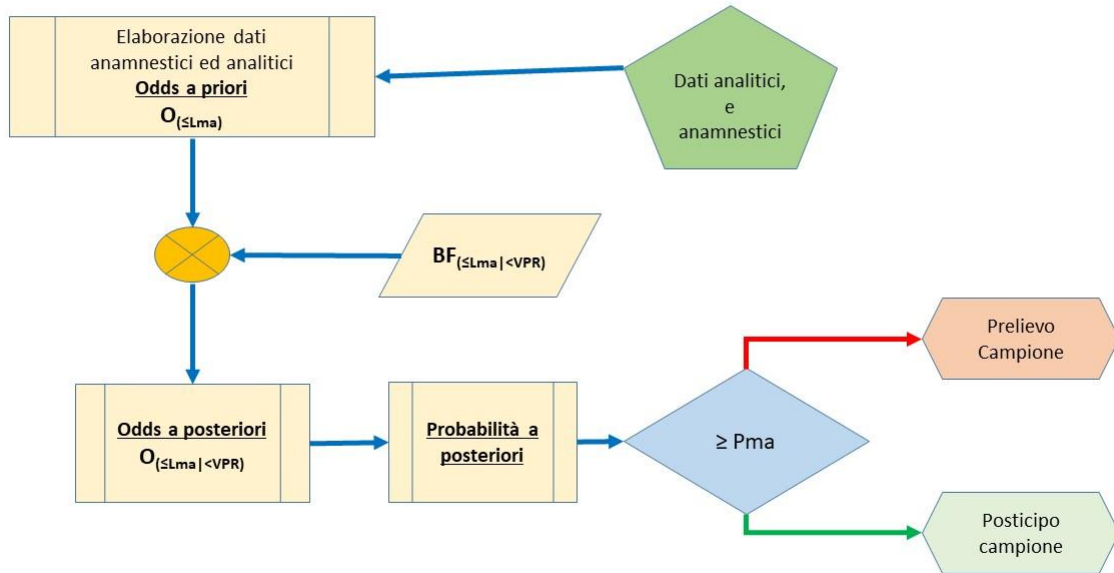 Elaborazione dati
anamnestici ed analitici
Odds a priori
O(≤Lma)
Dati analitici,
e
anamnestici
BF(≤Lma|<VPR)
Prelievo
Campione
Odds a posteriori
O(≤Lma|<VPR)
Probabilità a
posteriori
≥ Pma
Posticipo
campione